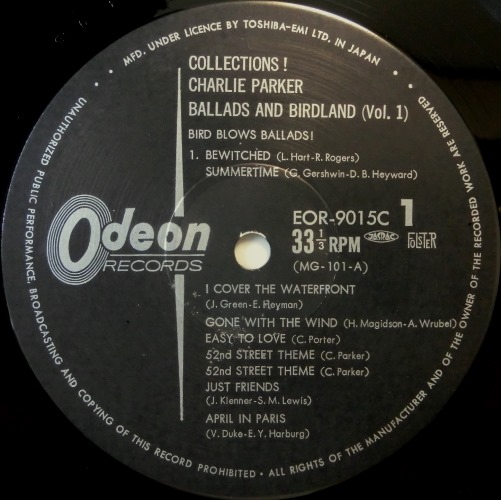 MFD. UNDER LICENCE BY TOSHIBA-EMI LTD. IN JAPAN
COLLECTIONS!
CHARLIE PARKER
BALLADS AND BIRDLAND (Vol. 1)
BIRD BLOWS BALLADS!
1. BEWITCHED (L. Hart-R. Rogers)
SUMMERTIME (G. Gershwin-D. B. Heyward)
Odeon
RECORDS
EOR-9015C 1
33 1/3 RPM
JASRAC
POLSTER
(MG-101-A)
I COVER THE WATERFRONT
(J. Green-E. Heyman)
GONE WITH THE WIND (H. Magidson-A. Wrubel)
EASY TO LOVE (C. Porter)
52nd STREET THEME (C. Parker)
52nd STREET THEME (C. Parker)
JUST FRIENDS
(J. Klenner-S. M. Lewis)
APRIL IN PARIS
(V. Duke-E. Y. Harburg)
UNAUTHORIZED PUBLIC PERFORMANCE, BROADCASTING AND COPYING OF THIS RECORD PROHIBITED • ALL RIGHTS OF THE MANUFACTURER AND OF THE OWNER OF THE RECORDED WORK ARE RESERVED